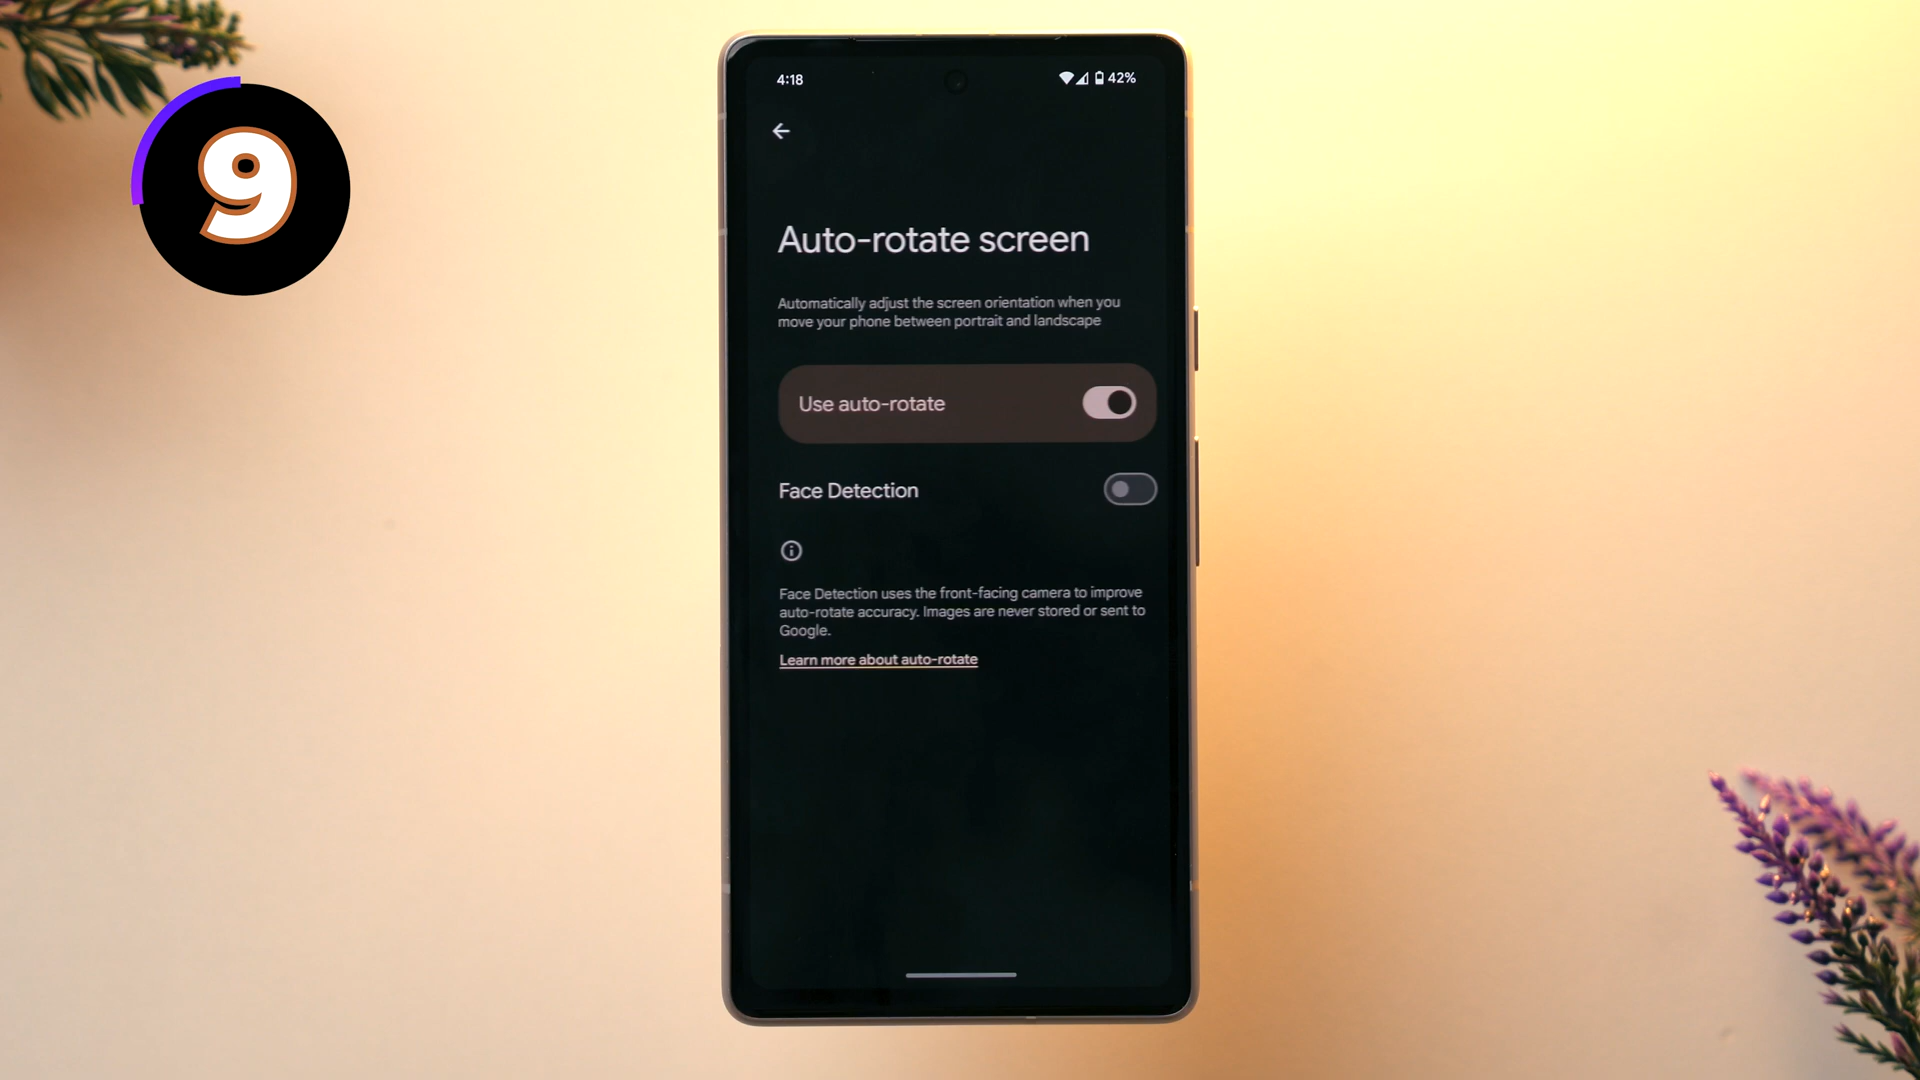 9
4:18
42%
Auto-rotate screen
Automatically adjust the screen orientation when you
move your phone between portrait and landscape
Use auto-rotate
Face Detection
Face Detection uses the front-facing camera to improve
auto-rotate accuracy. Images are never stored or sent to
Google.
Learn more about auto-rotate